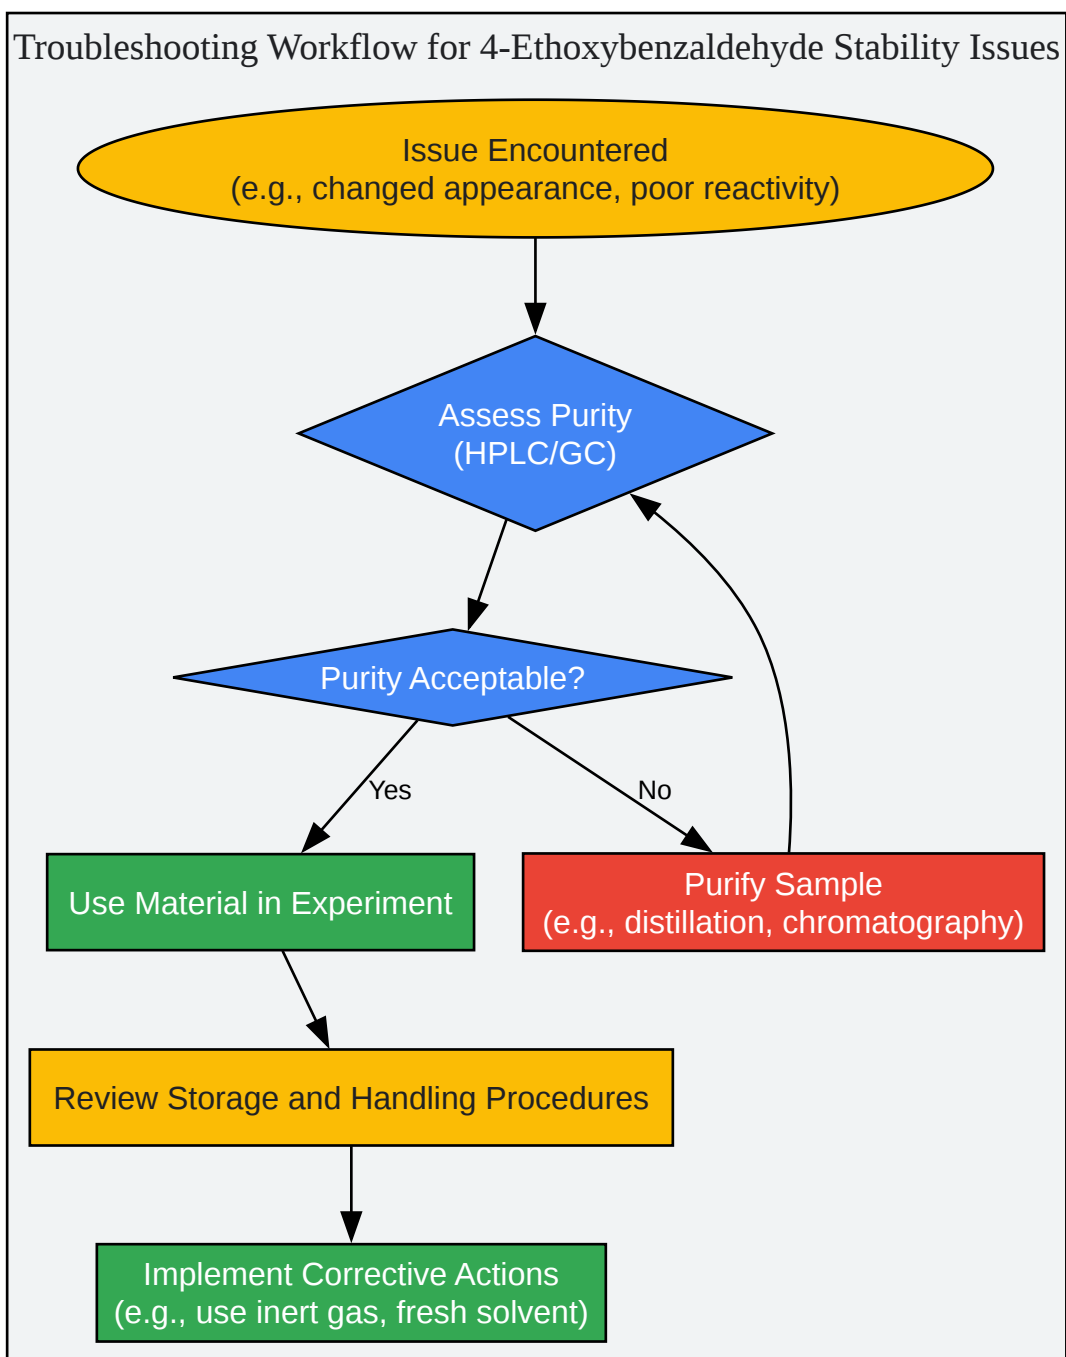 Troubleshooting Workflow for 4-Ethoxybenzaldehyde Stability Issues
Issue Encountered
(e.g., changed appearance, poor reactivity)
Assess Purity
(HPLC/GC)
Purity Acceptable?
Yes
No
Use Material in Experiment
Purify Sample
(e.g., distillation, chromatography)
Review Storage and Handling Procedures
Implement Corrective Actions
(e.g., use inert gas, fresh solvent)